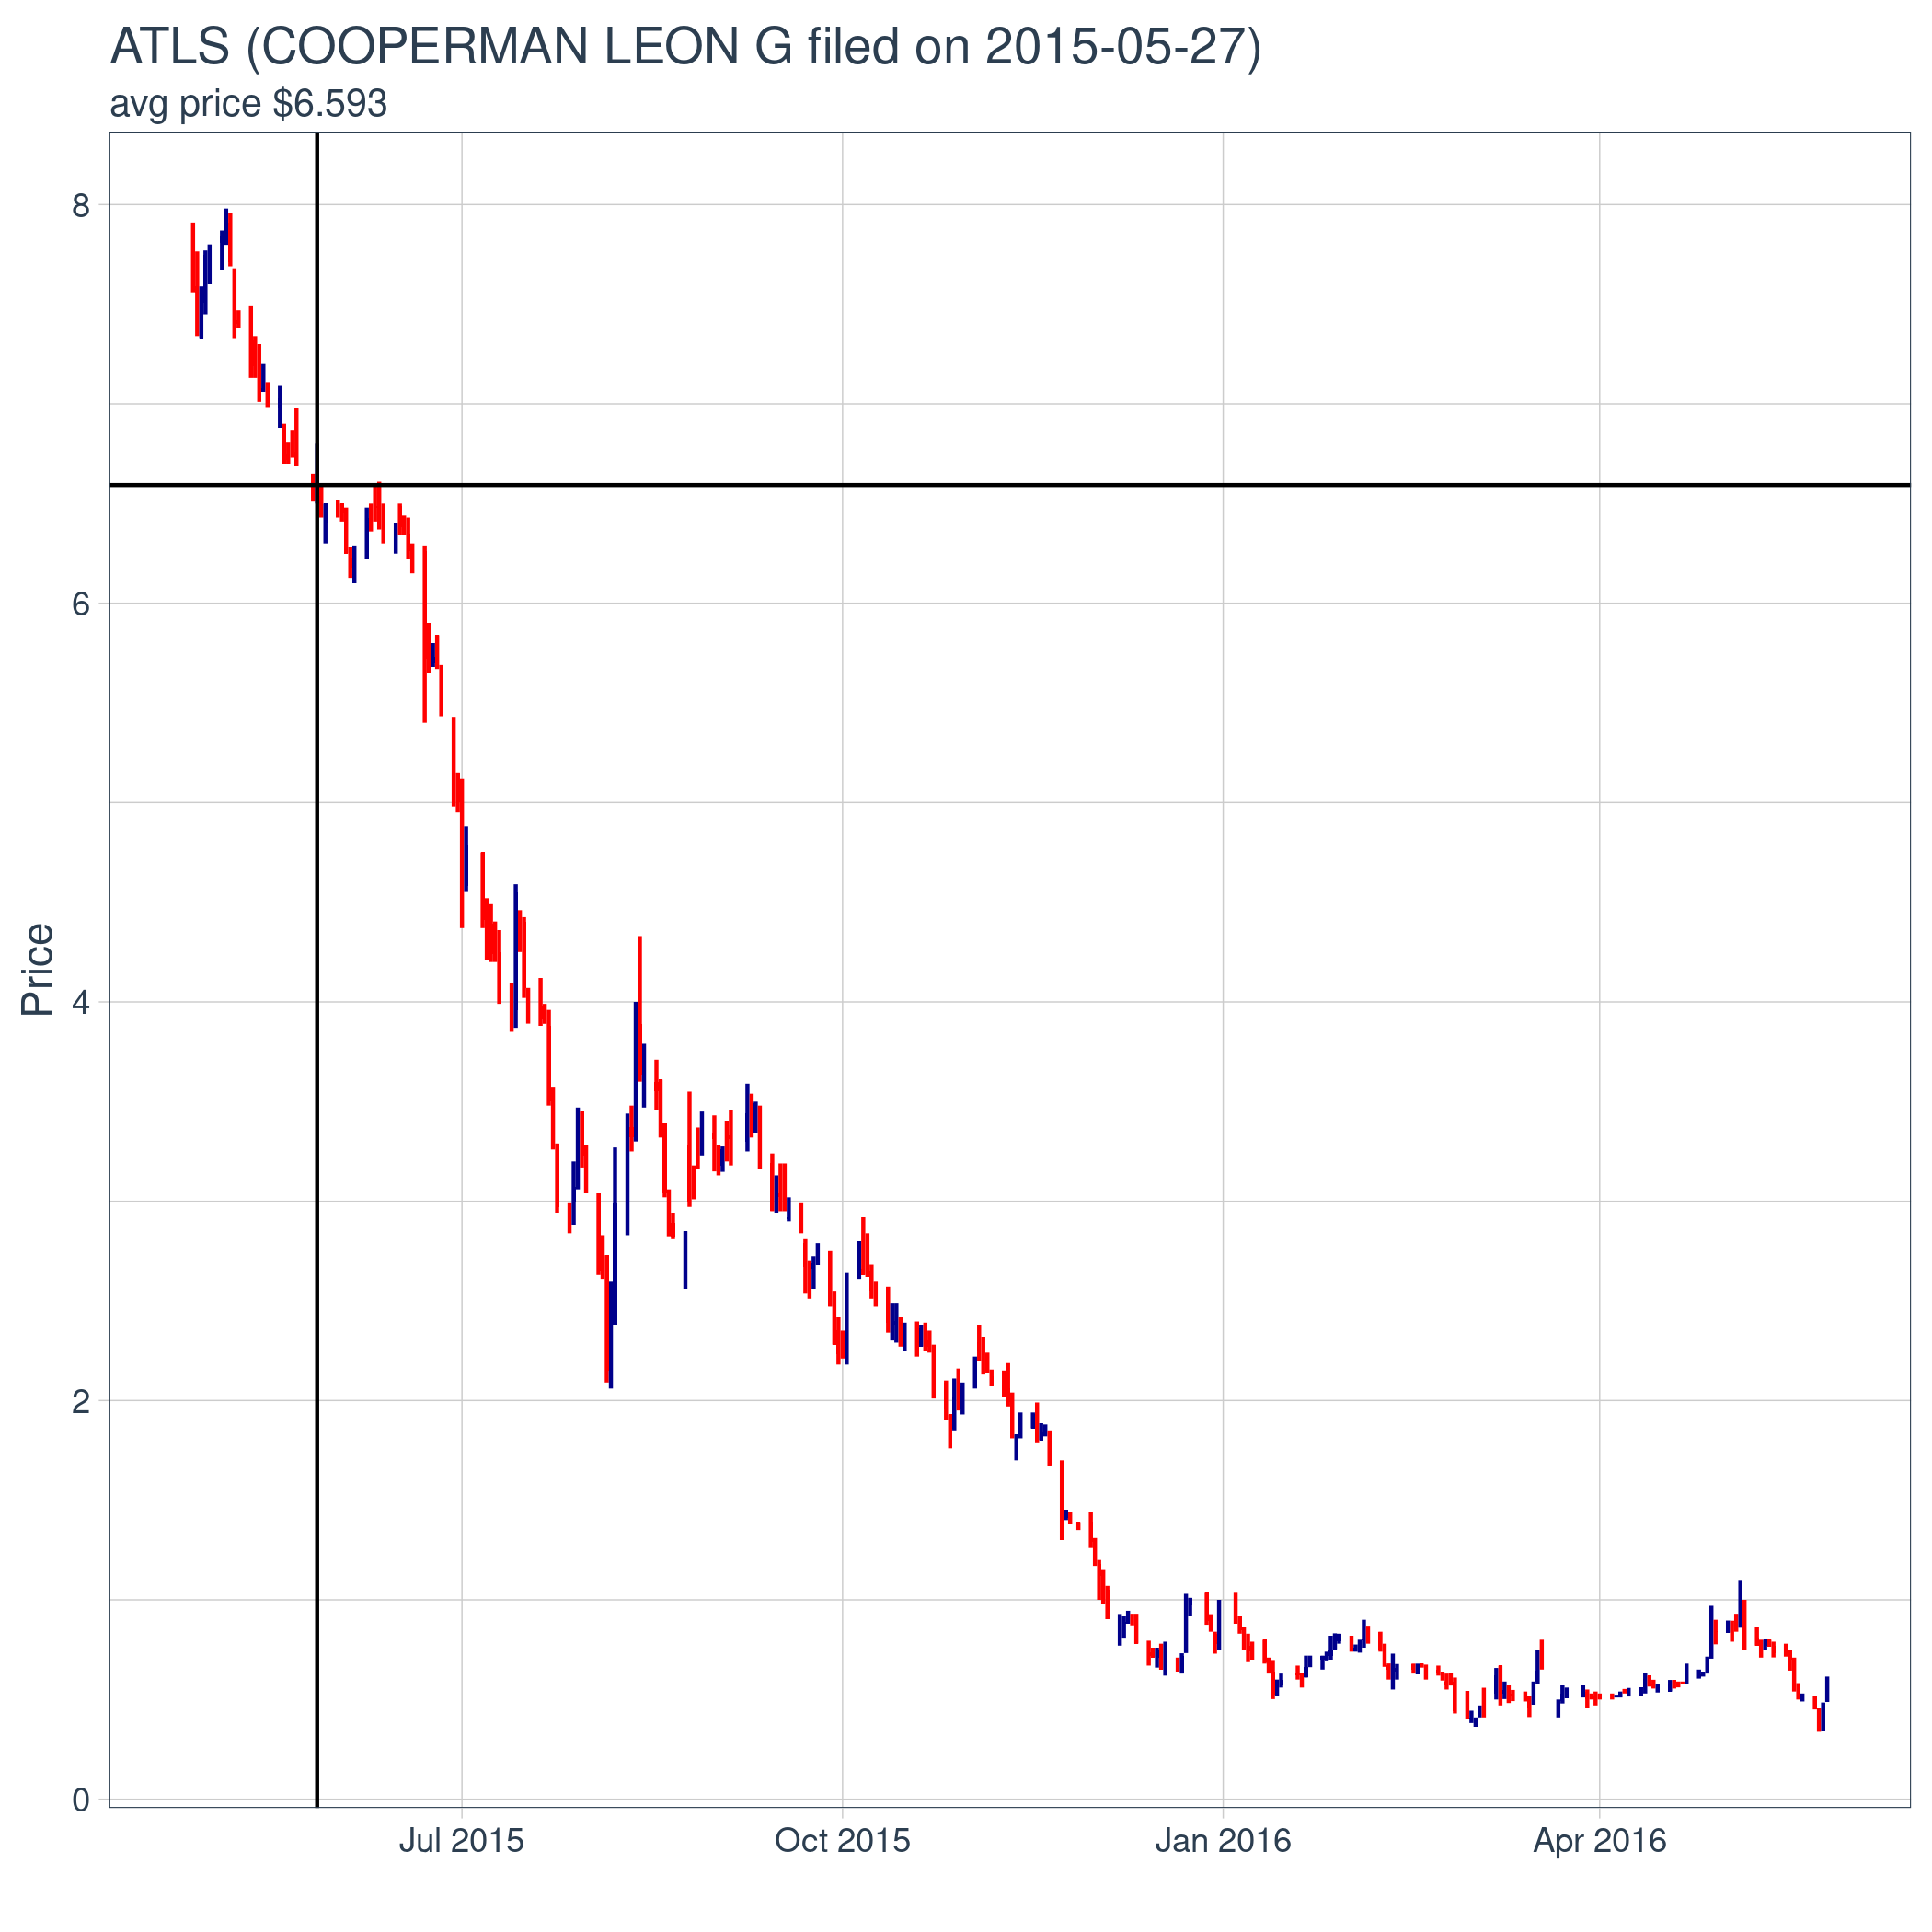 ATLS (COOPERMAN LEON G filed on 2015-05-27)
avg price $6.593
Price
8
6
4
2
0
Jul 2015 Oct 2015 Jan 2016 Apr 2016